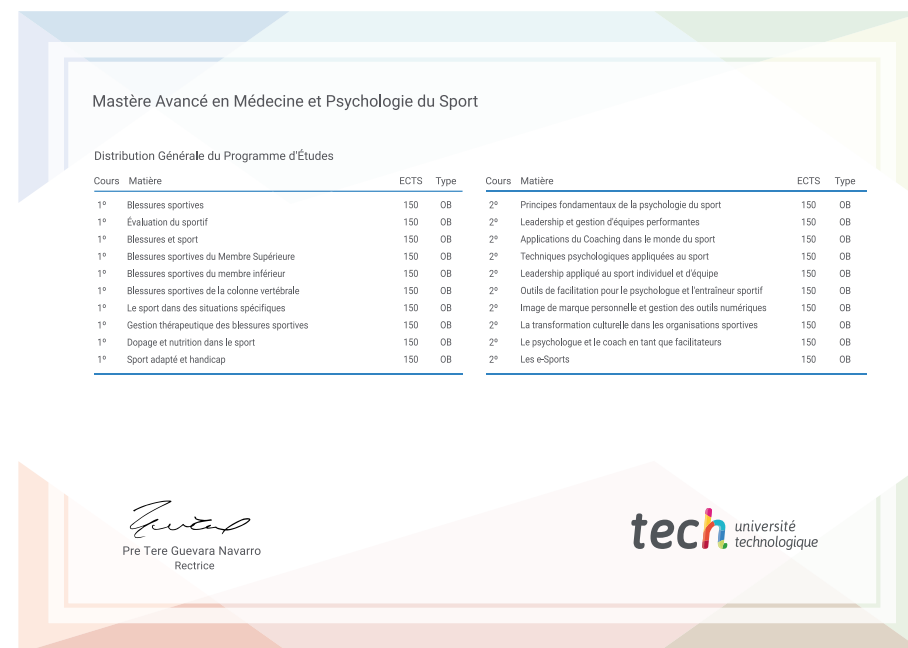 Mastère Avancé en Médecine et Psychologie du Sport
Distribution Générale du Programme d'Études
Cours Matière ECTS Type
1º Blessures sportives 150 OB
1º Évaluation du sportif 150 OB
1º Blessures et sport 150 OB
1º Blessures sportives du Membre Supérieure 150 OB
1º Blessures sportives du membre inférieur 150 OB
1º Blessures sportives de la colonne vertébrale 150 OB
1º Le sport dans des situations spécifiques 150 OB
1º Gestion thérapeutique des blessures sportives 150 OB
1º Dopage et nutrition dans le sport 150 OB
1º Sport adapté et handicap 150 OB
Cours Matière ECTS Type
2º Principes fondamentaux de la psychologie du sport 150 OB
2º Leadership et gestion d'équipes performantes 150 OB
2º Applications du Coaching dans le monde du sport 150 OB
2º Techniques psychologiques appliquées au sport 150 OB
2º Leadership appliqué au sport individuel et d'équipe 150 OB
2º Outils de facilitation pour le psychologue et l'entraîneur sportif 150 OB
2º Image de marque personnelle et gestion des outils numériques 150 OB
2º La transformation culturelle dans les organisations sportives 150 OB
2º Le psychologue et le coach en tant que facilitateurs 150 OB
2º Les e-Sports 150 OB
Pre Tere Guevara Navarro
Rectrice
tech université
technologique